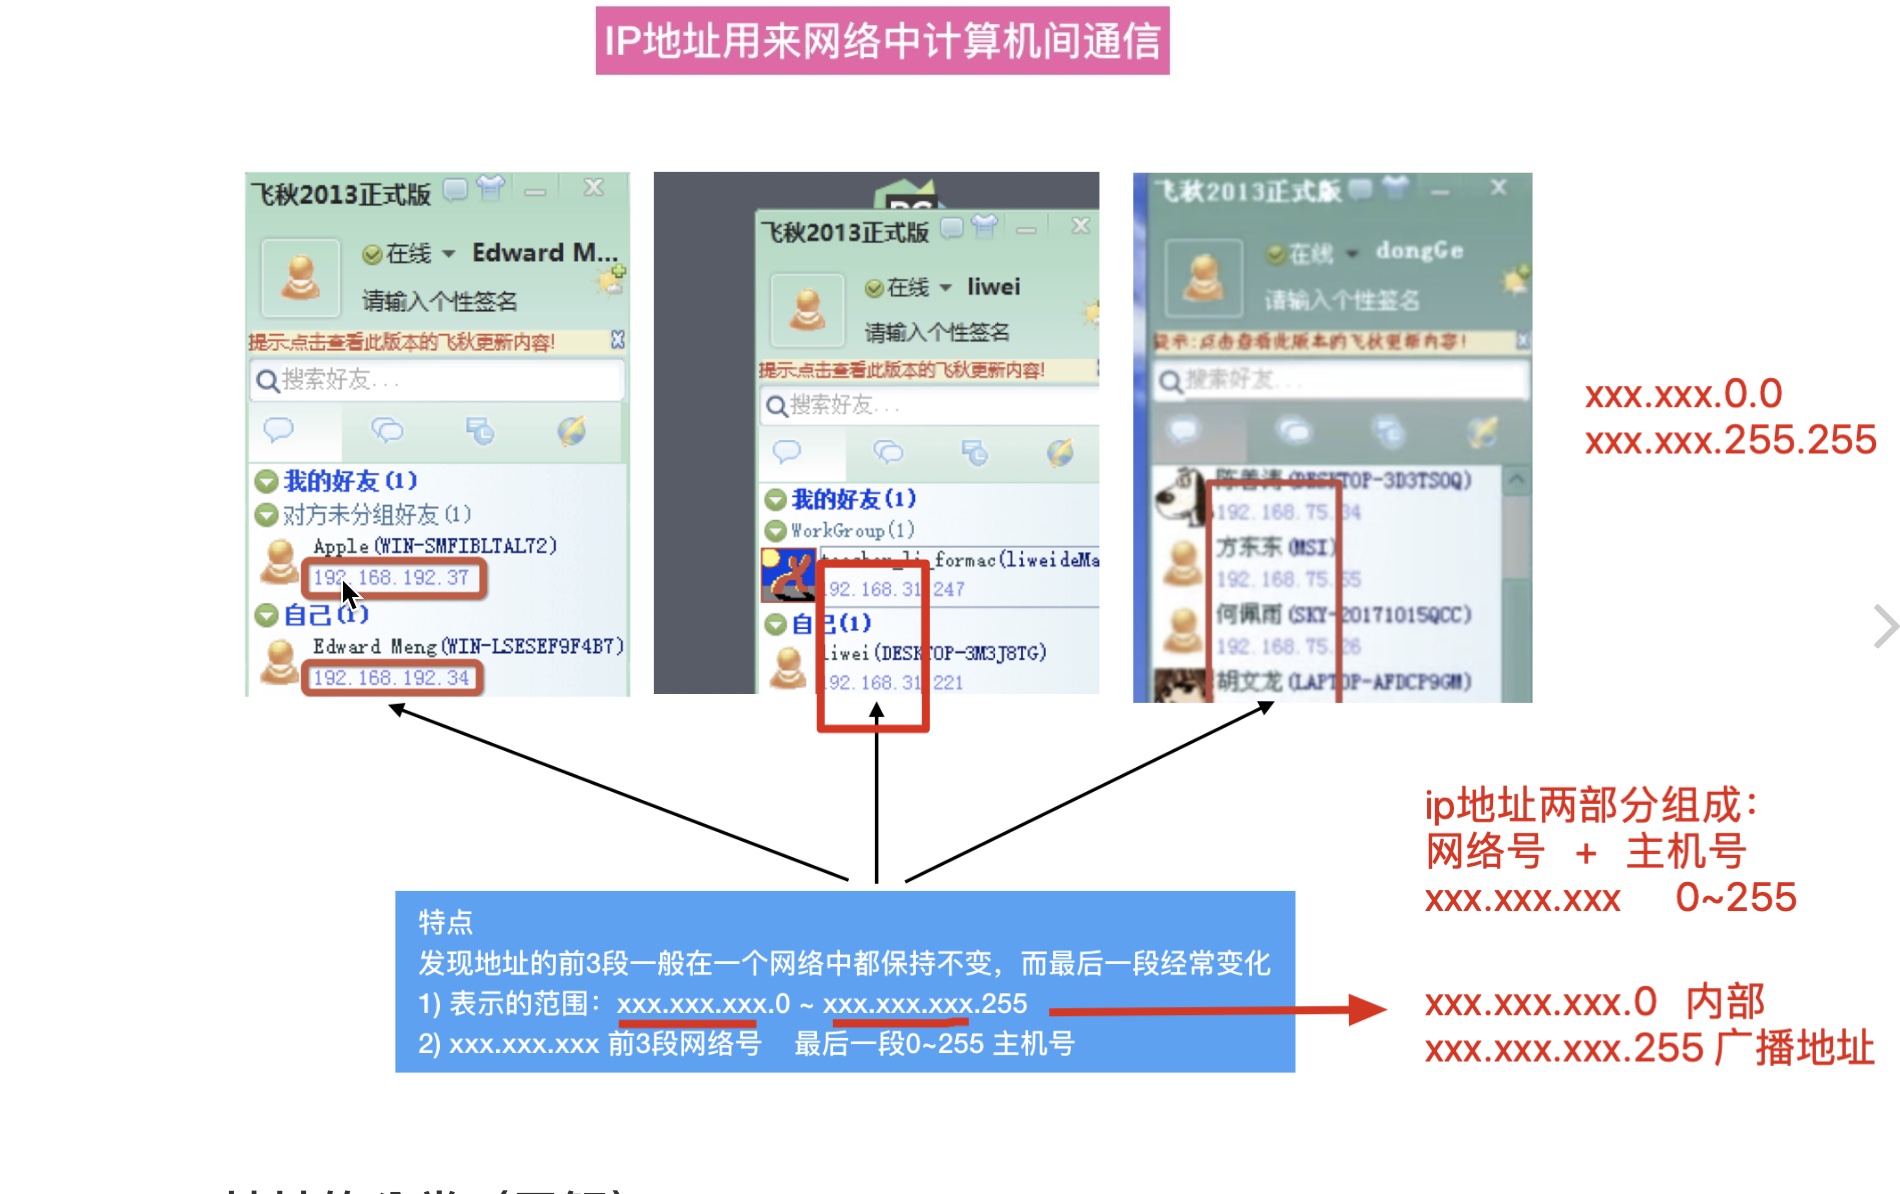 IP地址用来网络中计算机间通信
飞秋2013正式版
在线 Edward M...
请输入个性签名
提示:点击查看此版本的飞秋更新内容!
搜索好友...
我的好友(1)
对方未分组好友(1)
Apple(WIN-SMFIBLTAL72)
192.168.192.37
自己(1)
Edward Meng(WIN-LSESEF9F4B7)
192.168.192.34
飞秋2013正式版
在线 liwei
请输入个性签名
提示:点击查看此版本的飞秋更新内容!
搜索好友...
我的好友(1)
WorkGroup(1)
teacher_li_formac(liweideMa
192.168.31.247
自己(1)
liwei(DESKTOP-3M3J8TG)
192.168.31.221
飞秋2013正式版
在线 dongGe
请输入个性签名
提示:点击查看此版本的飞秋更新内容!
搜索好友...
陈善涛(DESKTOP-3D3TSOQ)
192.168.75.34
方东东(MSI)
192.168.75.55
何佩雨(SKY-20171015QCC)
192.168.75.26
胡文龙(LAPTOP-AFDCP9GM)
xxx.xxx.0.0
xxx.xxx.255.255
ip地址两部分组成：
网络号 + 主机号
xxx.xxx.xxx 0~255
特点
发现地址的前3段一般在一个网络中都保持不变，而最后一段经常变化
1) 表示的范围：xxx.xxx.xxx.0 ~ xxx.xxx.xxx.255
2) xxx.xxx.xxx 前3段网络号 最后一段0~255 主机号
xxx.xxx.xxx.0 内部
xxx.xxx.xxx.255 广播地址